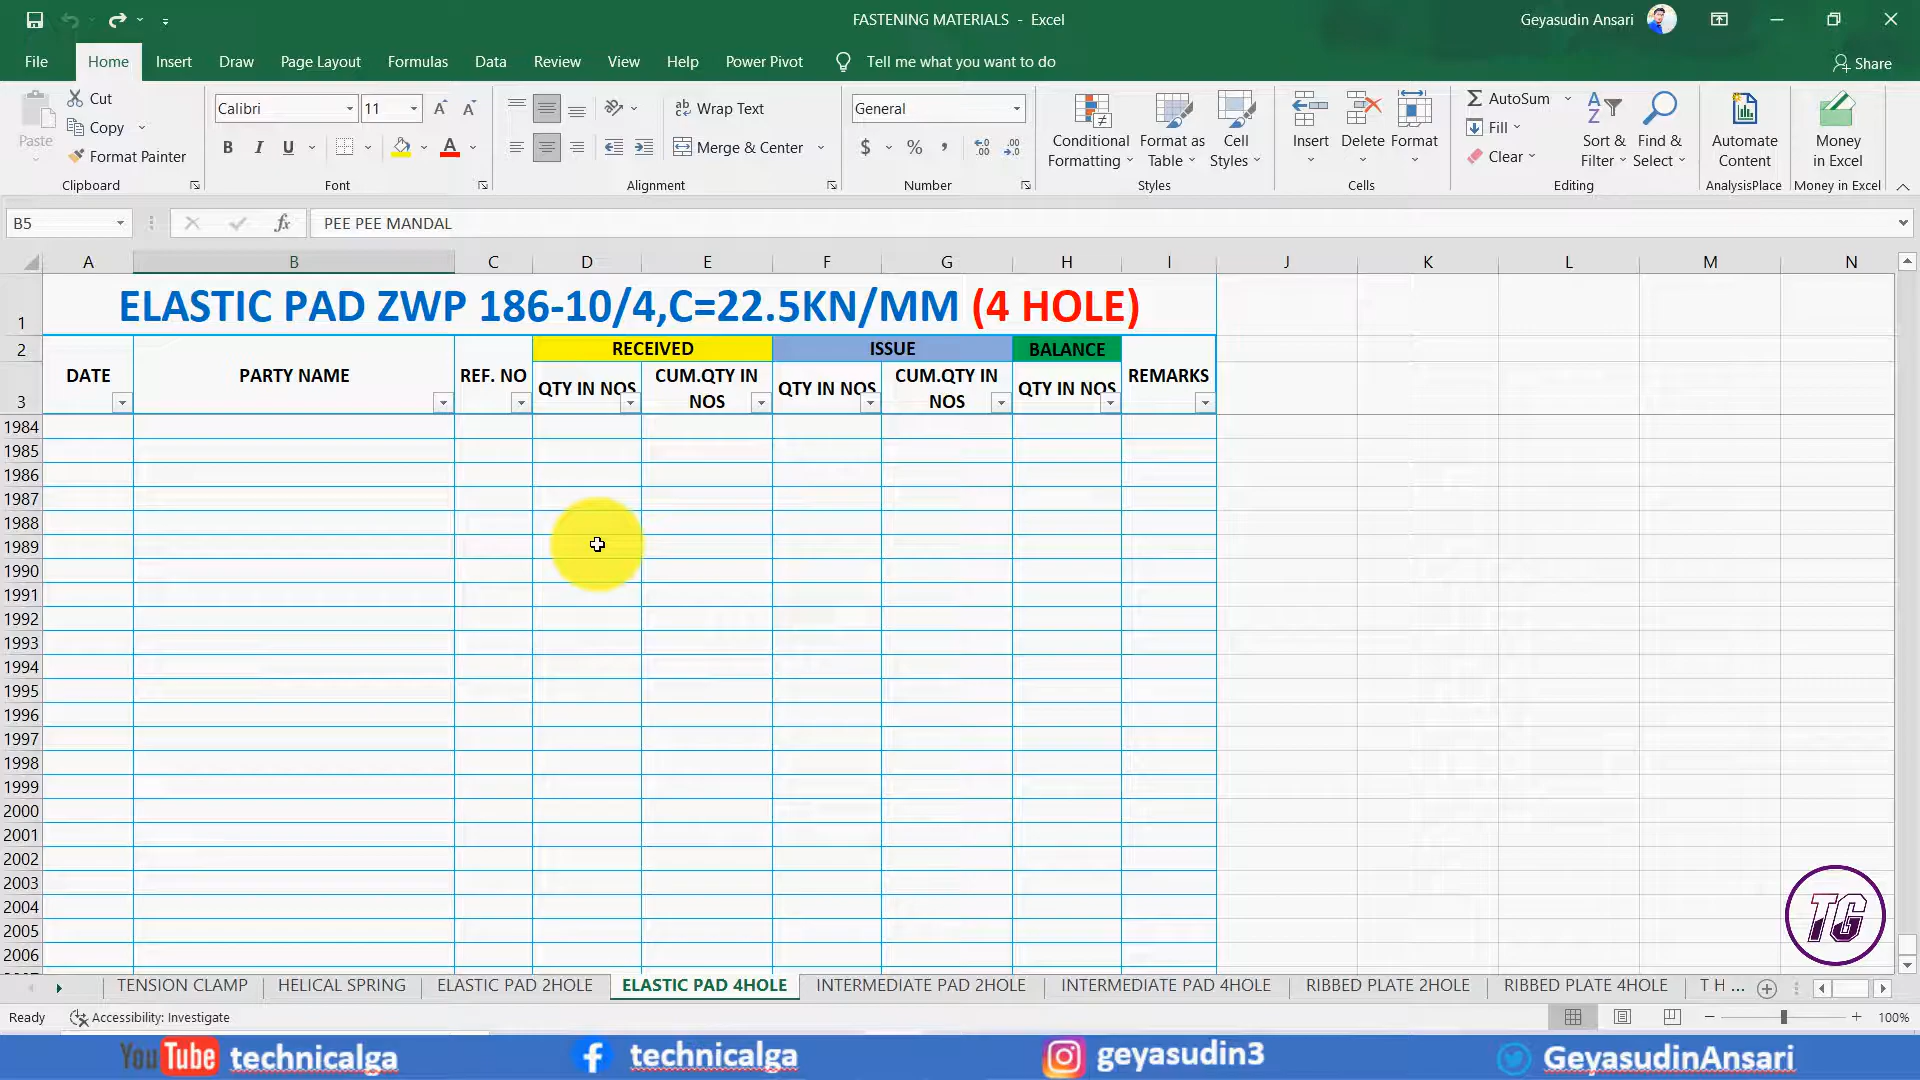 FASTENING MATERIALS - Excel
Geyasudin Ansari
File Home Insert Draw Page Layout Formulas Data Review View Help Power Pivot Tell me what you want to do
Share
Paste
Cut
Copy
Format Painter
Clipboard
Calibri 11
B I U
Font
Wrap Text
Merge & Center
Alignment
General
$ % ,
Number
Conditional Formatting
Format as Table
Cell Styles
Styles
Insert Delete Format
Cells
AutoSum
Fill
Clear
Sort & Filter
Find & Select
Editing
Automate Content
AnalysisPlace
Money in Excel
Money in Excel
B5 fx PEE PEE MANDAL
A B C D E F G H I J K L M N
1 ELASTIC PAD ZWP 186-10/4,C=22.5KN/MM (4 HOLE)
2 RECEIVED ISSUE BALANCE
3 DATE PARTY NAME REF. NO QTY IN NOS CUM.QTY IN NOS QTY IN NOS CUM.QTY IN NOS QTY IN NOS REMARKS
1984
1985
1986
1987
1988
1989
1990
1991
1992
1993
1994
1995
1996
1997
1998
1999
2000
2001
2002
2003
2004
2005
2006
TG
TENSION CLAMP HELICAL SPRING ELASTIC PAD 2HOLE ELASTIC PAD 4HOLE INTERMEDIATE PAD 2HOLE INTERMEDIATE PAD 4HOLE RIBBED PLATE 2HOLE RIBBED PLATE 4HOLE T H ...
Ready Accessibility: Investigate 100%
YouTube technicalga technicalga geyasudin3 GeyasudinAnsari